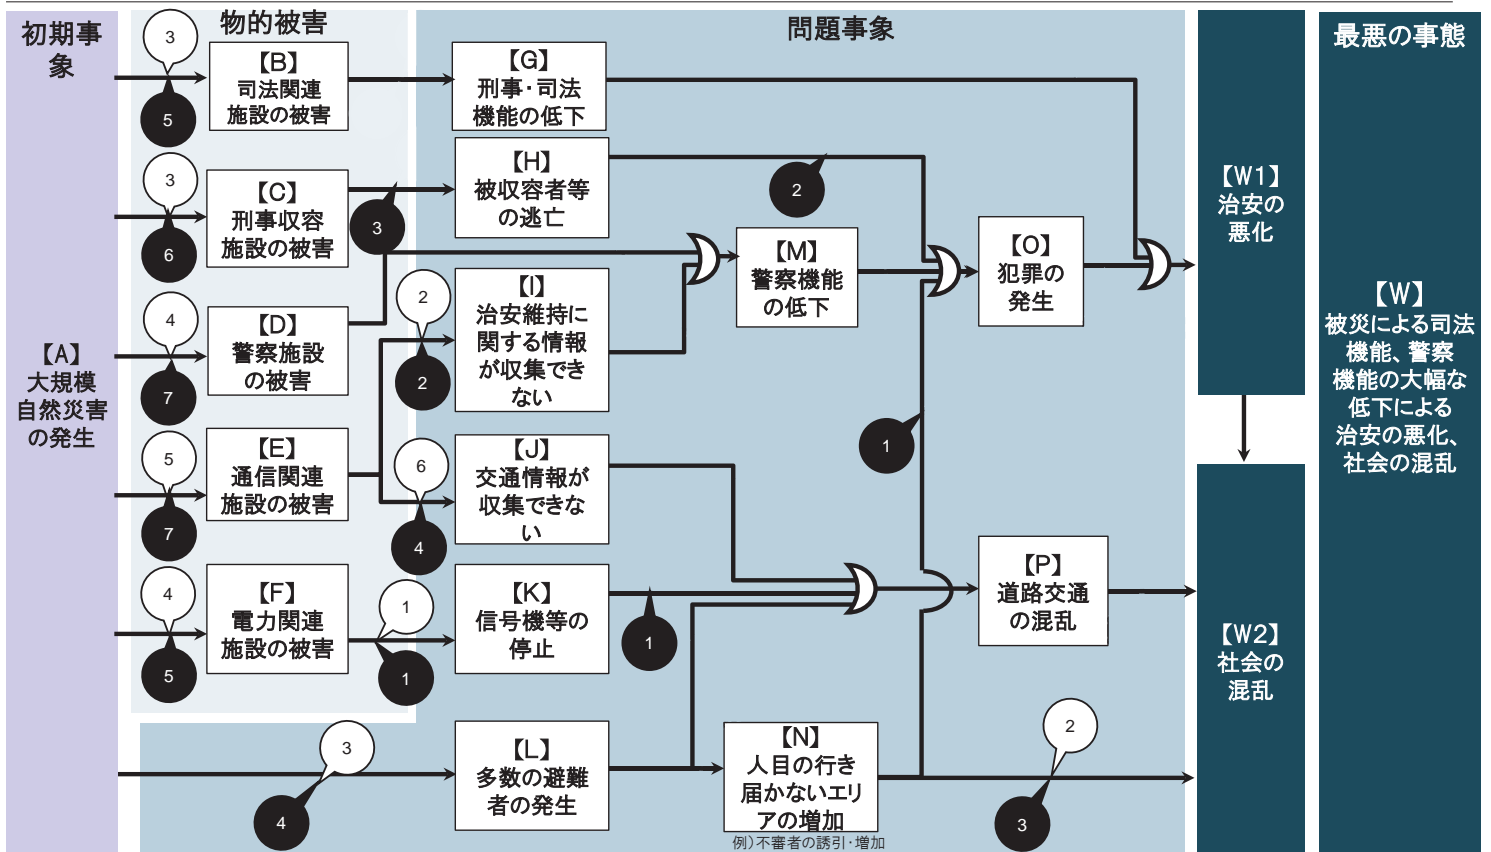 初期事
象
【A】
大規模
自然災害
の発生
物的被害
3
5
【B】
司法関連
施設の被害
3
6
【C】
刑事収容
施設の被害
3
4
7
【D】
警察施設
の被害
5
7
【E】
通信関連
施設の被害
4
5
【F】
電力関連
施設の被害
1
1
問題事象
【G】
刑事・司法
機能の低下
【H】
被収容者等
の逃亡
2
2
2
【I】
治安維持に
関する情報
が収集でき
ない
6
4
【J】
交通情報が
収集できな
い
【K】
信号機等の
停止
1
3
4
【L】
多数の避難
者の発生
【M】
警察機能
の低下
【N】
人目の行き
届かないエリ
アの増加
例）不審者の誘引・増加
1
【O】
犯罪の
発生
【P】
道路交通
の混乱
2
3
【W1】
治安の
悪化
【W2】
社会の
混乱
最悪の事態
【W】
被災による司法
機能、警察
機能の大幅な
低下による
治安の悪化、
社会の混乱